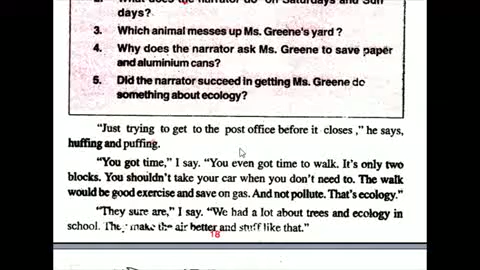 2. What does the narrator do on Saturdays and Sun
days?
3. Which animal messes up Ms. Greene's yard ?
4. Why does the narrator ask Ms. Greene to save paper
and aluminium cans?
5. Did the narrator succeed in getting Ms. Greene do
something about ecology?
"Just trying to get to the post office before it closes ," he says,
huffing and puffing.
"You got time," I say. "You even got time to walk. It's only two
blocks. You shouldn't take your car when you don't need to. The walk
would be good exercise and save on gas. And not pollute. That's ecology."
"They sure are," I say. "We had a lot about trees and ecology in
school. They make the air better and stuff like that."
18